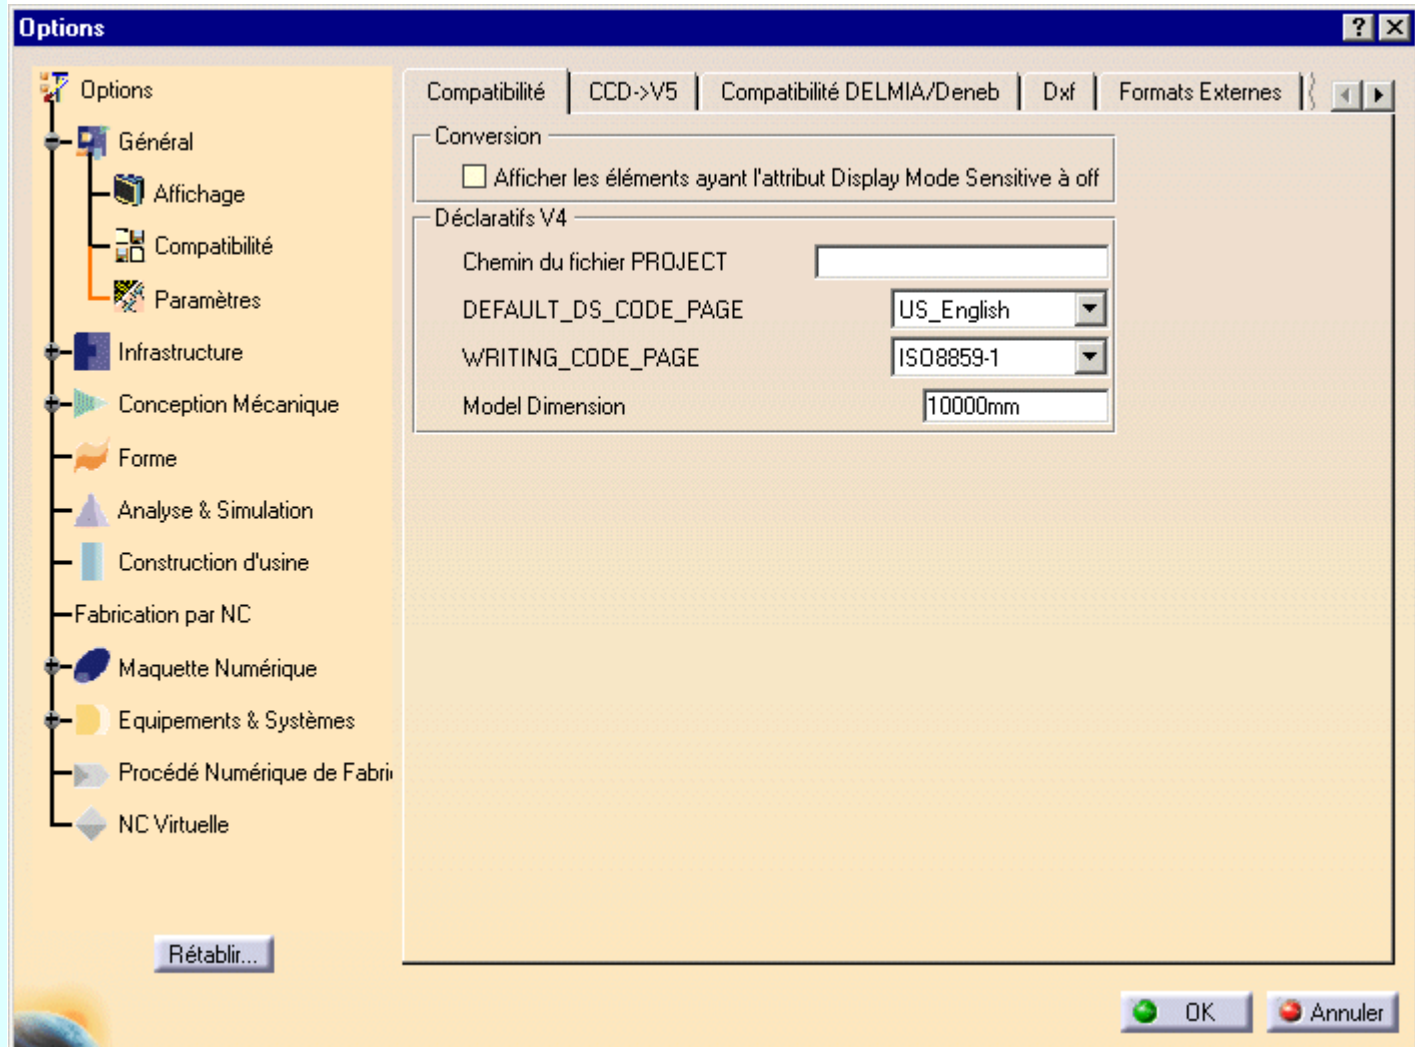 Options
Options
Général
Affichage
Compatibilité
Paramètres
Infrastructure
Conception Mécanique
Forme
Analyse & Simulation
Construction d'usine
Fabrication par NC
Maquette Numérique
Equipements & Systèmes
Procédé Numérique de Fabri
NC Virtuelle
Rétablir...
Compatibilité CCD->V5 Compatibilité DELMIA/Deneb Dxf Formats Externes
Conversion
Afficher les éléments ayant l'attribut Display Mode Sensitive à off
Déclaratifs V4
Chemin du fichier PROJECT
DEFAULT_DS_CODE_PAGE US_English
WRITING_CODE_PAGE ISO8859-1
Model Dimension 10000mm
OK Annuler